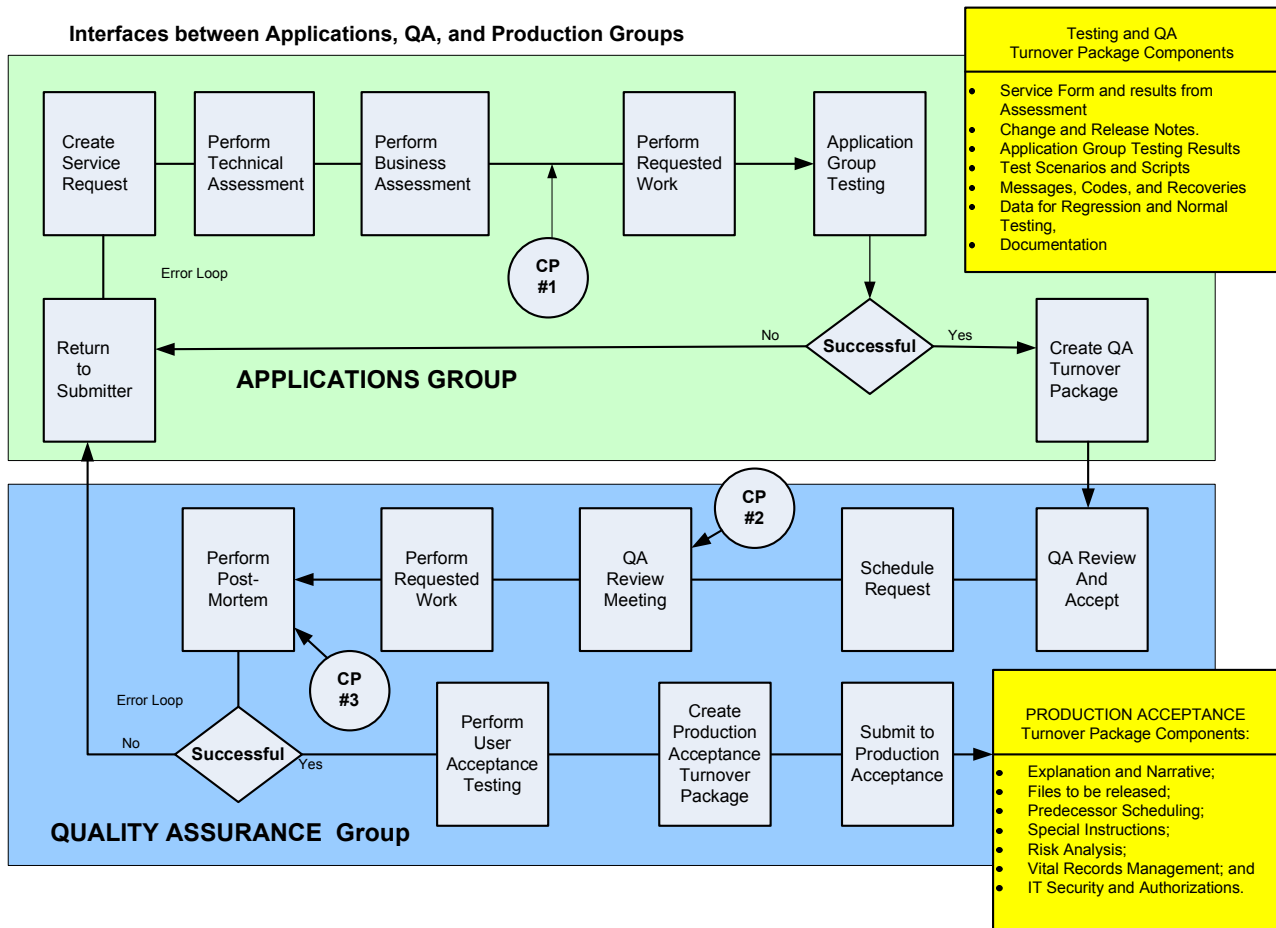 Interfaces between Applications, QA, and Production Groups
Testing and QA
Turnover Package Components
Service Form and results from
Assessment
Change and Release Notes.
Application Group Testing Results
Test Scenarios and Scripts
Messages, Codes, and Recoveries
Data for Regression and Normal
Testing,
Documentation
Create
Service
Request
Perform
Technical
Assessment
Perform
Business
Assessment
Perform
Requested
Work
Application
Group
Testing
CP
#1
Error Loop
Return
to
Submitter
No
Successful
Yes
Create QA
Turnover
Package
APPLICATIONS GROUP
CP
#2
Perform
Post-
Mortem
Perform
Requested
Work
QA
Review
Meeting
Schedule
Request
QA Review
And
Accept
CP
#3
Error Loop
No
Successful
Yes
Perform
User
Acceptance
Testing
Create
Production
Acceptance
Turnover
Package
Submit to
Production
Acceptance
QUALITY ASSURANCE Group
PRODUCTION ACCEPTANCE
Turnover Package Components:
Explanation and Narrative;
Files to be released;
Predecessor Scheduling;
Special Instructions;
Risk Analysis;
Vital Records Management; and
IT Security and Authorizations.